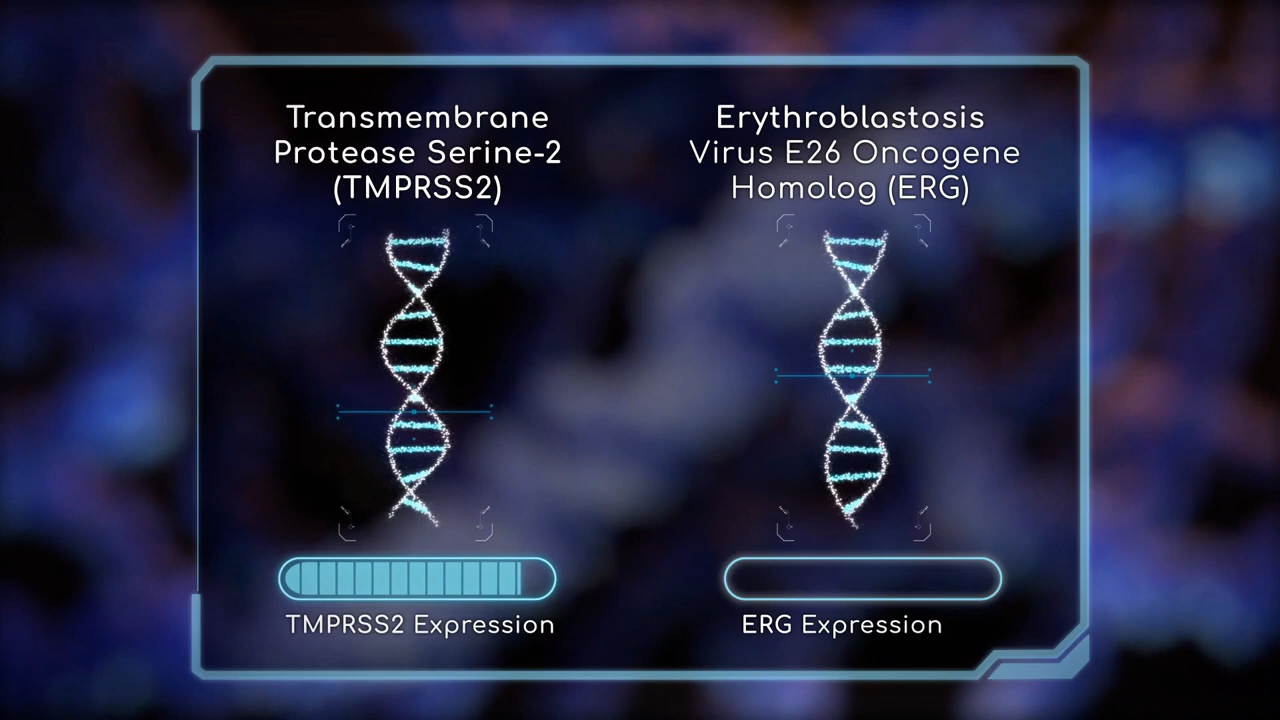 Transmembrane
Protease Serine-2
(TMPRSS2)
Erythroblastosis
Virus E26 Oncogene
Homolog (ERG)
TMPRSS2 Expression
ERG Expression